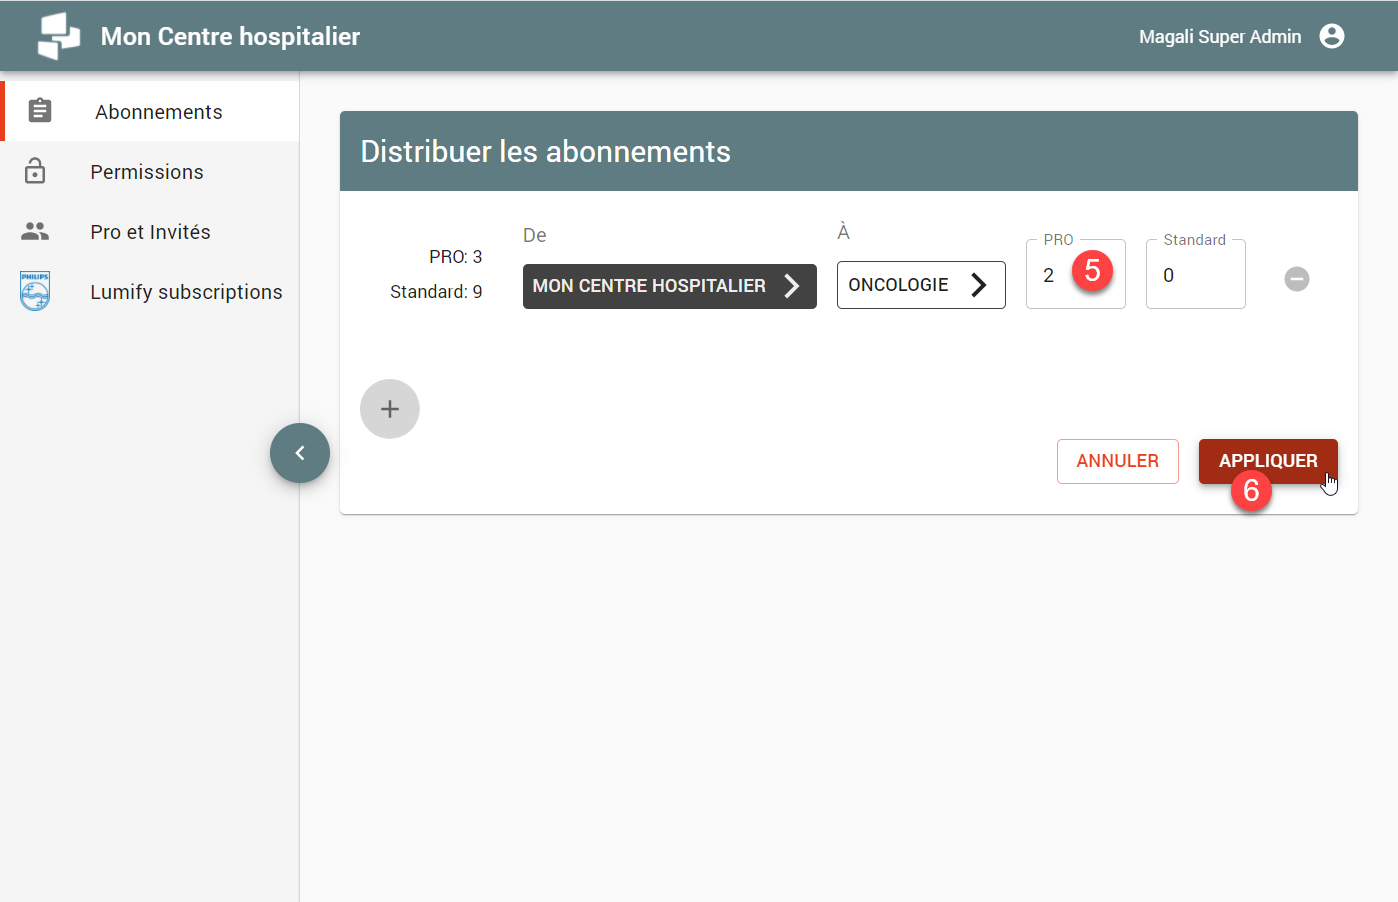 Mon Centre hospitalier
Magali Super Admin
Abonnements
Permissions
Pro et Invités
PHILIPS
Lumify subscriptions
Distribuer les abonnements
PRO: 3
Standard: 9
De
MON CENTRE HOSPITALIER
À
ONCOLOGIE
PRO
2
5
Standard
0
ANNULER
APPLIQUER
6